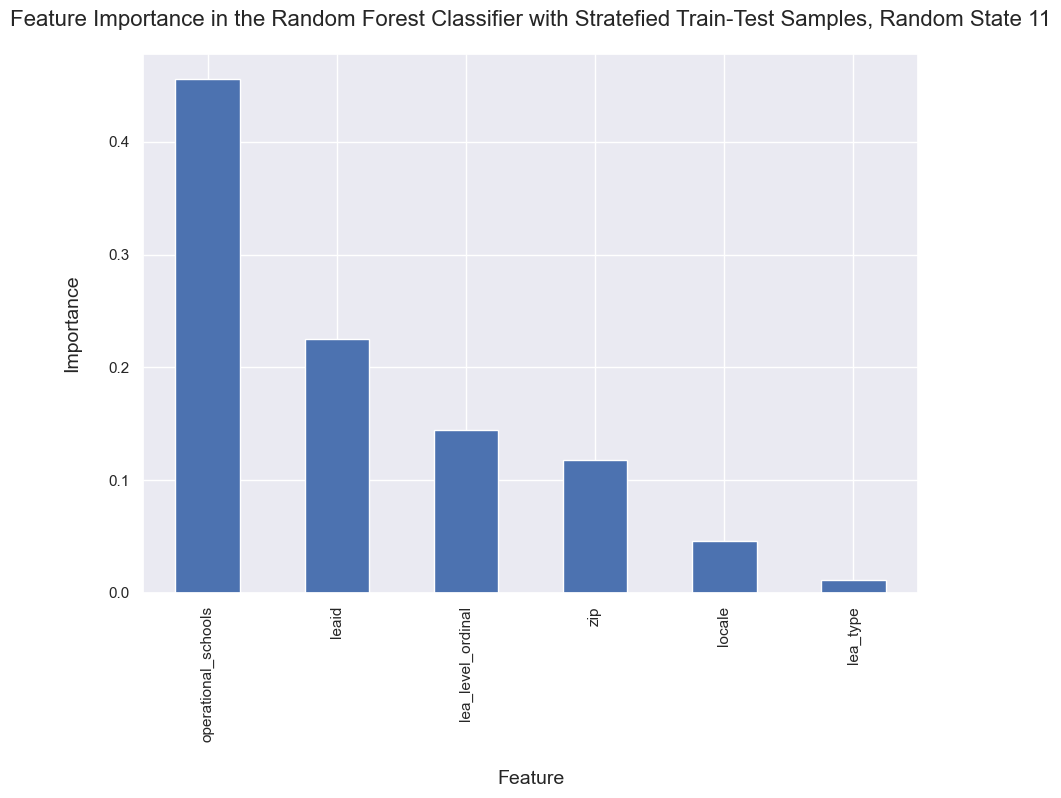 Feature Importance in the Random Forest Classifier with Stratefied Train-Test Samples, Random State 11
Importance
0.4
0.3
0.2
0.1
0.0
operational_schools
leaid
lea_level_ordinal
zip
locale
lea_type
Feature